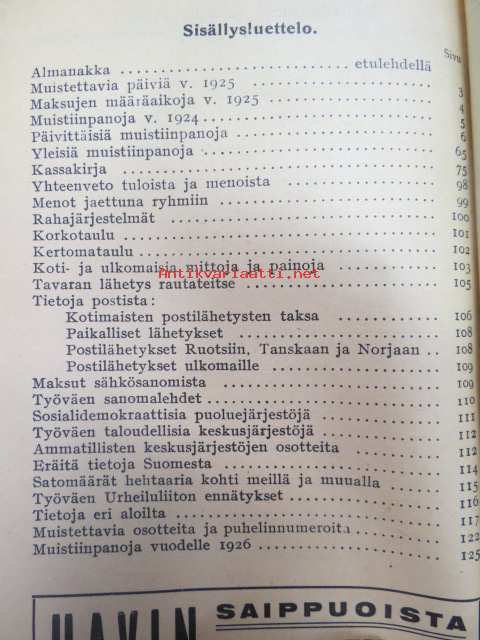 Sisällysluettelo.
Sivu
Almanakka etulehdellä
Muistettavia päiviä v. 1925 3
Maksujen määräaikoja v. 1925 4
Muistiinpanoja v. 1924 5
Päivittäisiä muistiinpanoja 6
Yleisiä muistiinpanoja 65
Kassakirja 75
Yhteenveto tuloista ja menoista 98
Menot jaettuna ryhmiin 99
Rahajärjestelmät 100
Korkotaulu 101
Kertomataulu 102
Koti- ja ulkomaisia mittoja ja painoja 103
Antikvariaatti.net
Tavaran lähetys rautateitse 105
Tietoja postista:
Kotimaisten postilähetysten taksa 106
Paikalliset lähetykset 108
Postilähetykset Ruotsiin, Tanskaan ja Norjaan 108
Postilähetykset ulkomaille 109
Maksut sähkösanomista 109
Työväen sanomalehdet 110
Sosialidemokraattisia puoluejärjestöjä 111
Työväen taloudellisia keskusjärjestöjä 112
Ammatillisten keskusjärjestöjen osotteita 112
Eräitä tietoja Suomesta 114
Satomäärät hehtaaria kohti meillä ja muualla 115
Työväen Urheiluliiton ennätykset 116
Tietoja eri aloilta 117
Muistettavia osotteita ja puhelinnumeroita 122
Muistiinpanoja vuodelle 1926 125
HAVIN SAIPPUOISTA